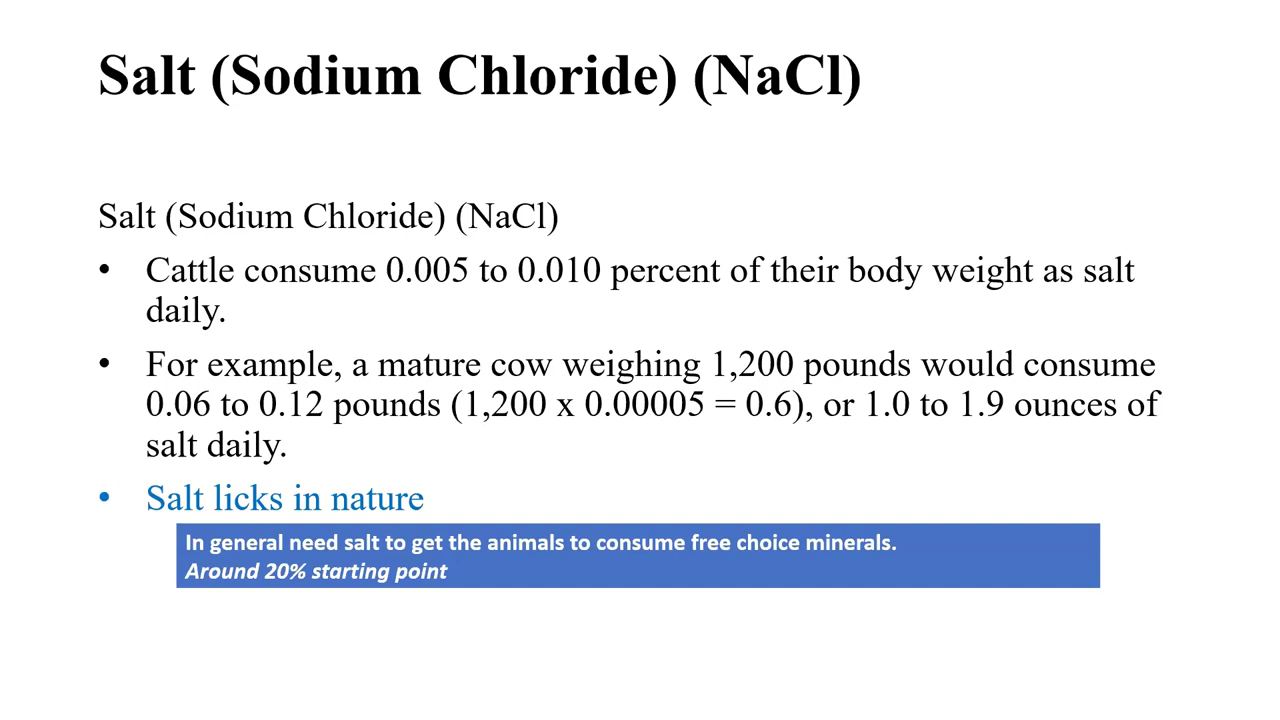 Salt (Sodium Chloride) (NaCl)
Salt (Sodium Chloride) (NaCl)
• Cattle consume 0.005 to 0.010 percent of their body weight as salt
daily.
• For example, a mature cow weighing 1,200 pounds would consume
0.06 to 0.12 pounds (1,200 x 0.00005 = 0.6), or 1.0 to 1.9 ounces of
salt daily.
• Salt licks in nature
In general need salt to get the animals to consume free choice minerals.
Around 20% starting point